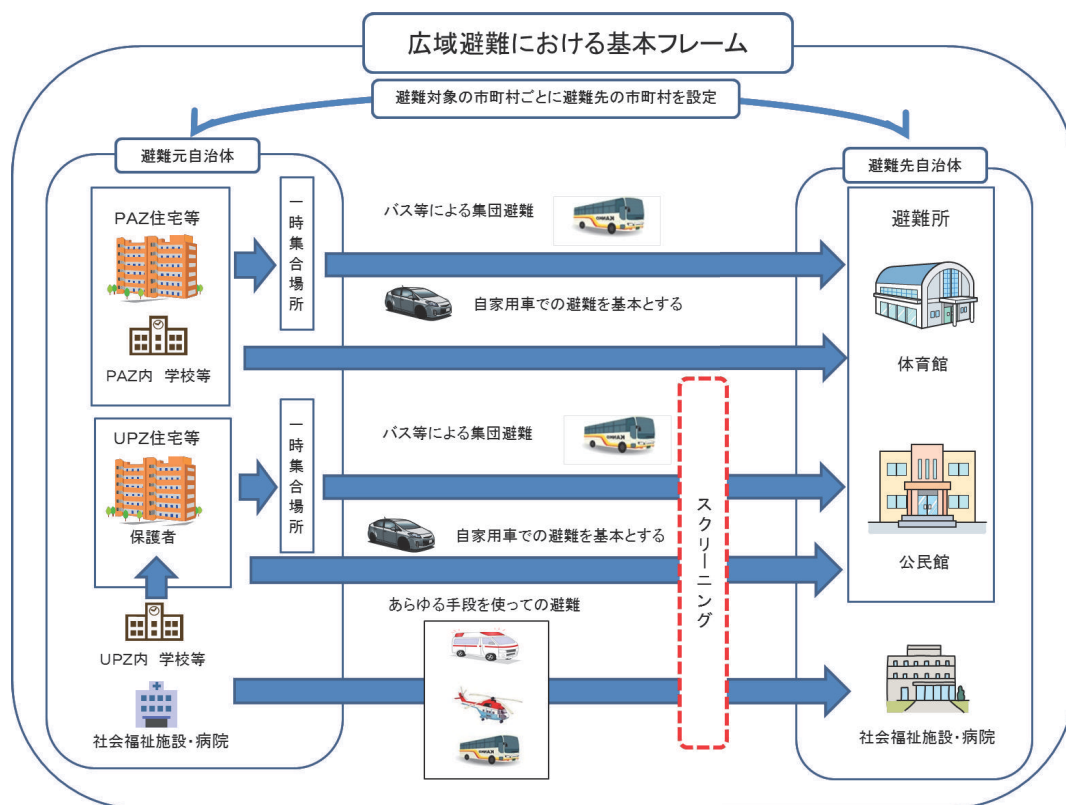 広域避難における基本フレーム
避難対象の市町村ごとに避難先の市町村を設定
避難元自治体
避難先自治体
PAZ住宅等
一時集合場所
バス等による集団避難
避難所
自家用車での避難を基本とする
PAZ内 学校等
体育館
UPZ住宅等
一時集合場所
バス等による集団避難
保護者
自家用車での避難を基本とする
スクリーニング
公民館
あらゆる手段を使っての避難
UPZ内 学校等
社会福祉施設・病院
社会福祉施設・病院